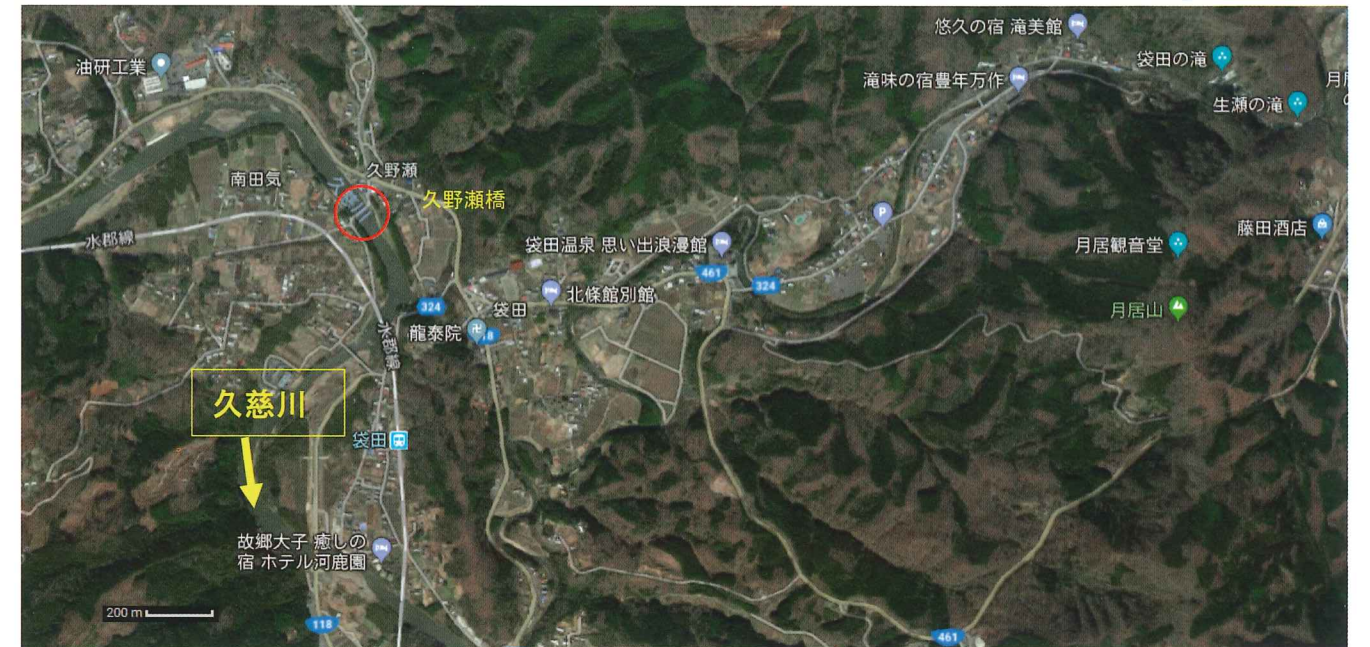 悠久の宿 滝美館
油研工業
袋田の滝
滝味の宿豊年万作
生瀬の滝
久野瀬
南田気
久野瀬橋
水郡線
袋田温泉 思い出浪漫館
藤田酒店
月居観音堂
461
324
北條館別館
324
袋田
月居山
龍泰院
水郡線
久慈川
袋田
故郷大子 癒しの
宿 ホテル河鹿園
200 m
118
461